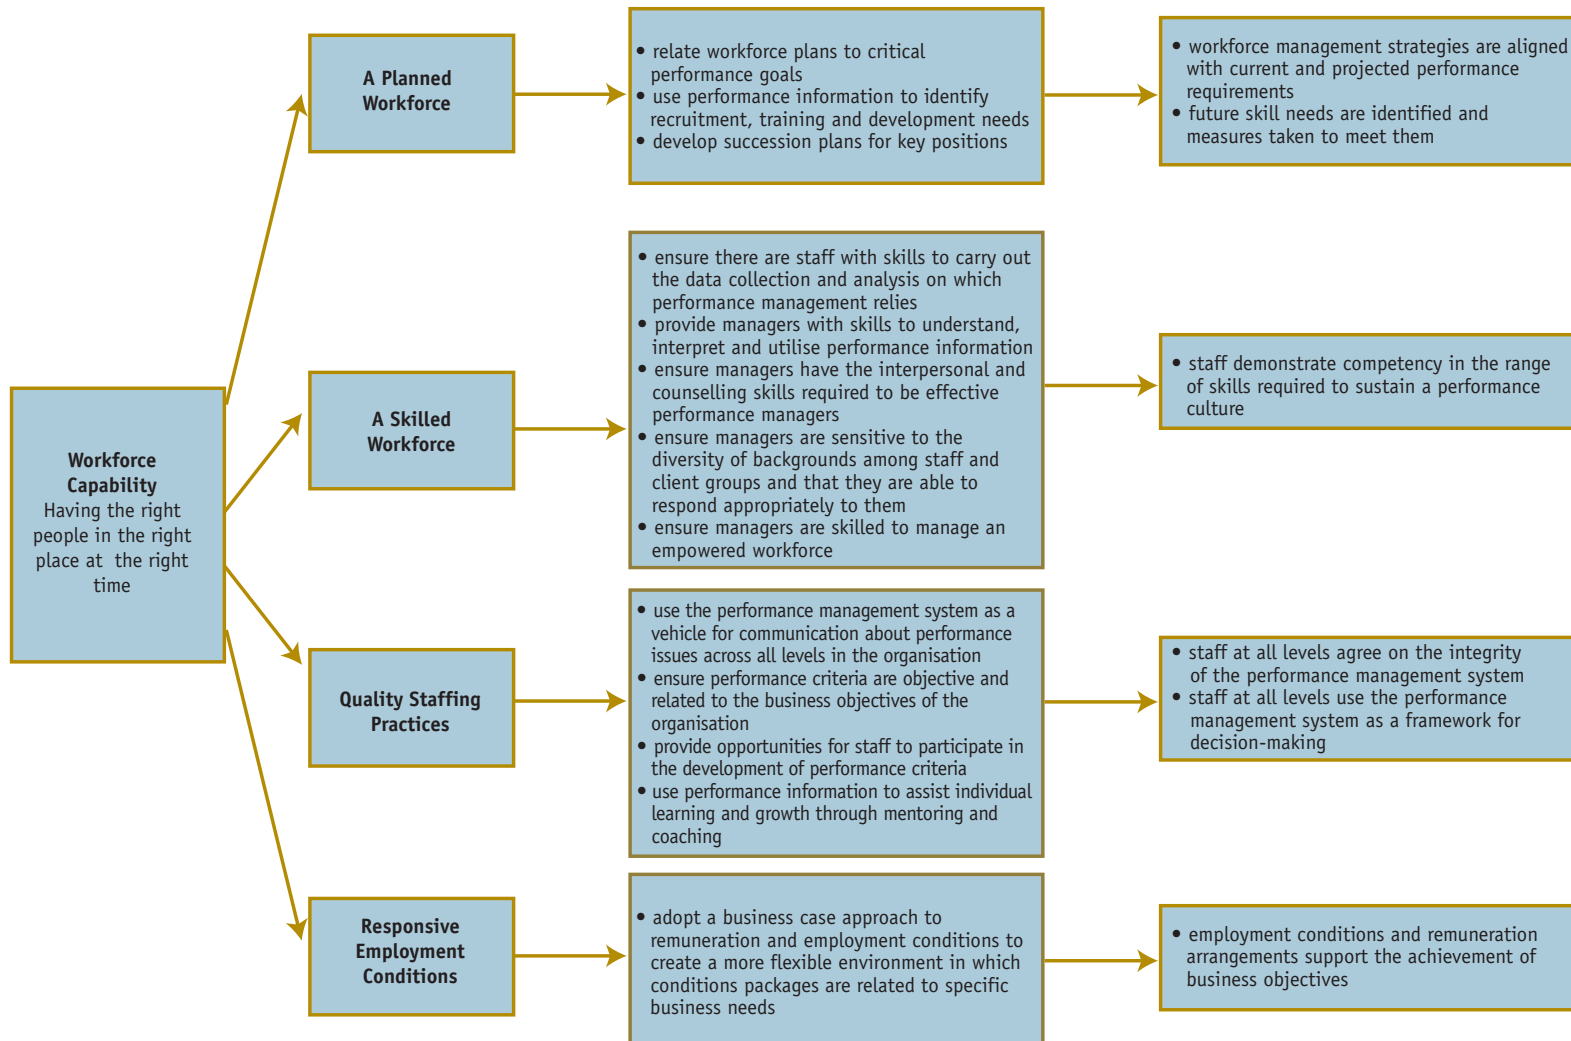 A Planned
Workforce
• relate workforce plans to critical
performance goals
• use performance information to identify
recruitment, training and development needs
• develop succession plans for key positions
• workforce management strategies are aligned
with current and projected performance
requirements
• future skill needs are identified and
measures taken to meet them
Workforce
Capability
Having the right
people in the right
place at  the right
time
A Skilled
Workforce
• ensure there are staff with skills to carry out
the data collection and analysis on which
performance management relies
• provide managers with skills to understand,
interpret and utilise performance information
• ensure managers have the interpersonal and
counselling skills required to be effective
performance managers
• ensure managers are sensitive to the
diversity of backgrounds among staff and
client groups and that they are able to
respond appropriately to them
• ensure managers are skilled to manage an
empowered workforce
• staff demonstrate competency in the range
of skills required to sustain a performance
culture
Quality Staffing
Practices
• use the performance management system as a
vehicle for communication about performance
issues across all levels in the organisation
• ensure performance criteria are objective and
related to the business objectives of the
organisation
• provide opportunities for staff to participate in
the development of performance criteria
• use performance information to assist individual
learning and growth through mentoring and
coaching
• staff at all levels agree on the integrity
of the performance management system
• staff at all levels use the performance
management system as a framework for
decision-making
Responsive
Employment
Conditions
• adopt a business case approach to
remuneration and employment conditions to
create a more flexible environment in which
conditions packages are related to specific
business needs
• employment conditions and remuneration
arrangements support the achievement of
business objectives